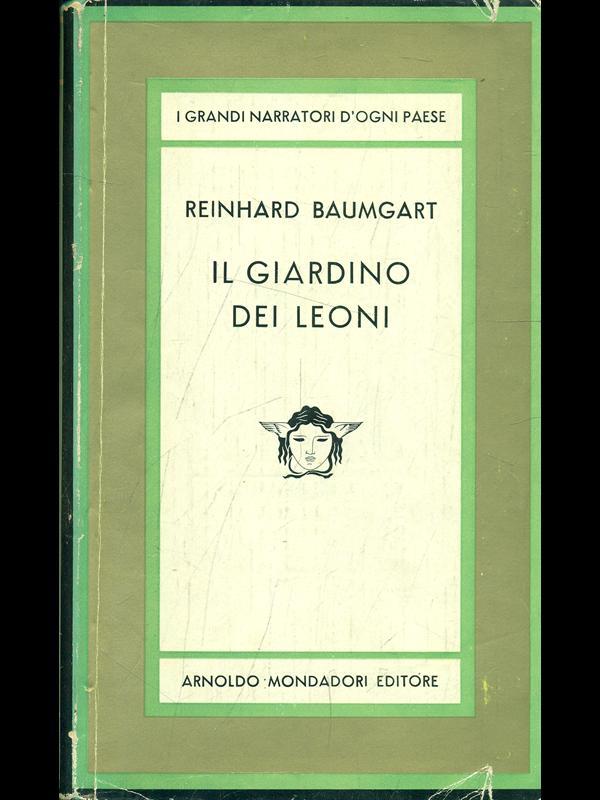 I GRANDI NARRATORI D'OGNI PAESE
REINHARD BAUMGART
IL GIARDINO
DEI LEONI
ARNOLDO MONDADORI EDITORE